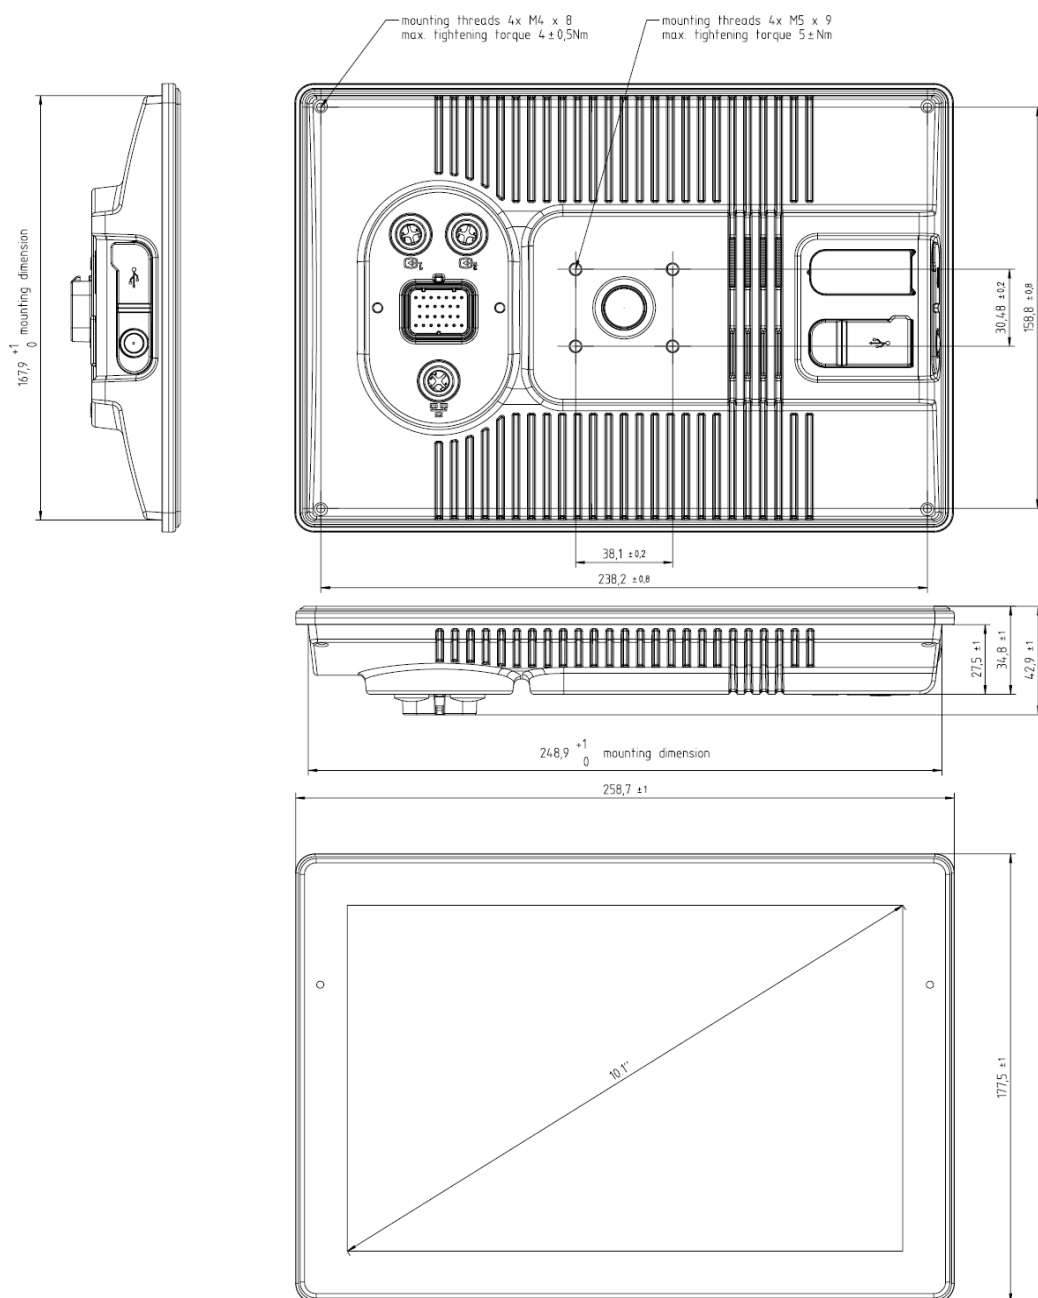 mounting threads 4x M4 x 8
max. tightening torque 4±0,5Nm
mounting threads 4x M5 x 9
max. tightening torque 5±Nm
167,9 +1 0 mounting dimension
1
2
30,48 ±0,2
158,8 ±0,8
38,1 ±0,2
238,2 ±0,8
27,5 ±1
34,8 ±1
42,9 ±1
248,9 +1 0 mounting dimension
258,7 ±1
10.1"
177,5 ±1